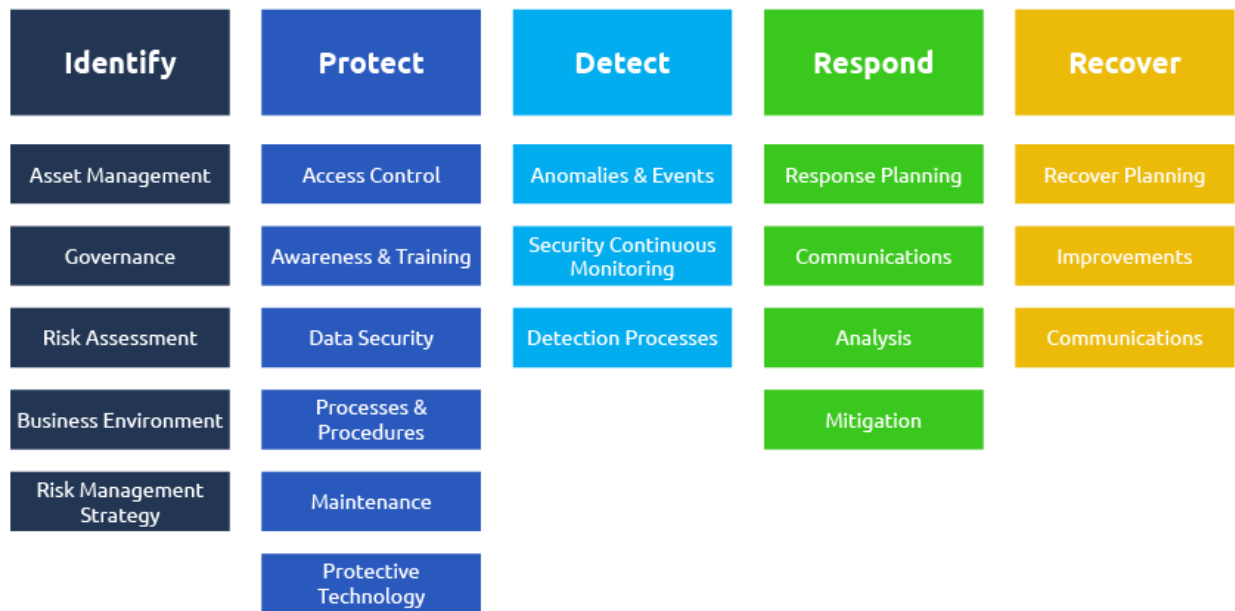 Identify
Protect
Detect
Respond
Recover
Asset Management
Access Control
Anomalies & Events
Response Planning
Recover Planning
Governance
Awareness & Training
Security Continuous
Monitoring
Communications
Improvements
Risk Assessment
Data Security
Detection Processes
Analysis
Communications
Business Environment
Processes &
Procedures
Mitigation
Risk Management
Strategy
Maintenance
Protective
Technology